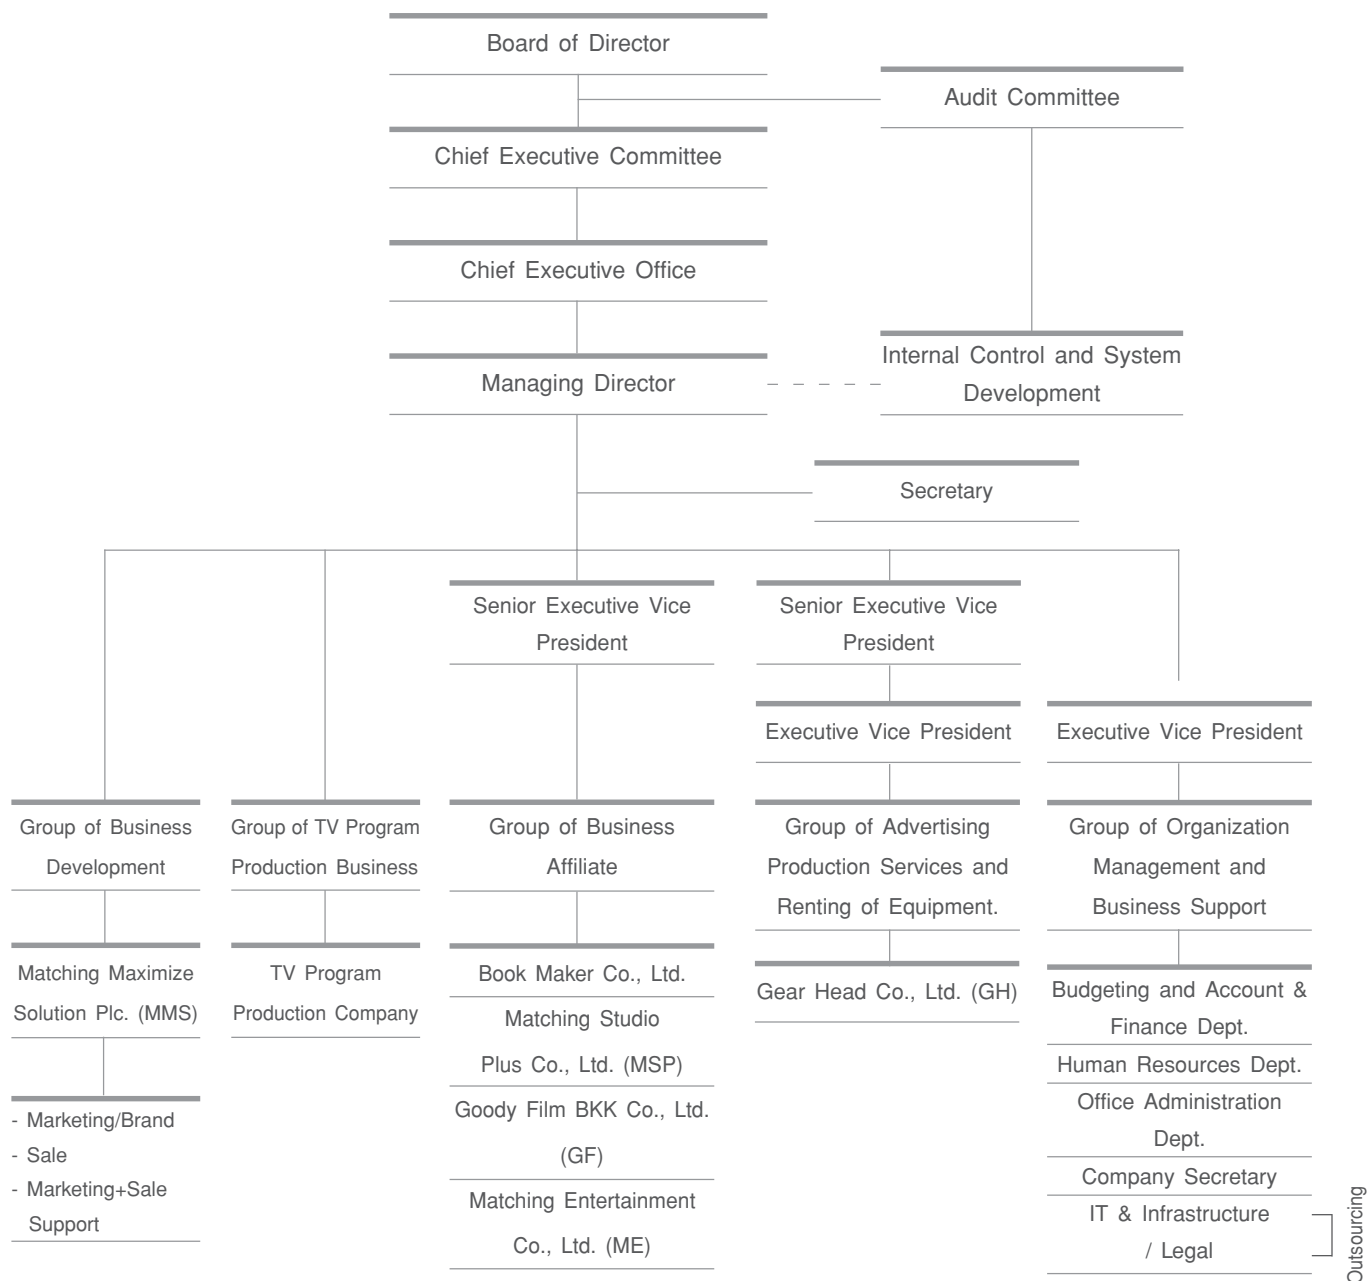 Board of Director
Audit Committee
Chief Executive Committee
Chief Executive Office
Internal Control and System
Development
Managing Director
Secretary
Senior Executive Vice
President
Senior Executive Vice
President
Executive Vice President
Executive Vice President
Group of Business
Development
Group of TV Program
Production Business
Group of Business
Affiliate
Group of Advertising
Production Services and
Renting of Equipment.
Group of Organization
Management and
Business Support
Matching Maximize
Solution Plc. (MMS)
TV Program
Production Company
Book Maker Co., Ltd.
Matching Studio
Plus Co., Ltd. (MSP)
Goody Film BKK Co., Ltd.
(GF)
Matching Entertainment
Co., Ltd. (ME)
Gear Head Co., Ltd. (GH)
Budgeting and Account &
Finance Dept.
Human Resources Dept.
Office Administration
Dept.
Company Secretary
IT & Infrastructure
/ Legal
Outsourcing
- Marketing/Brand
- Sale
- Marketing+Sale
Support